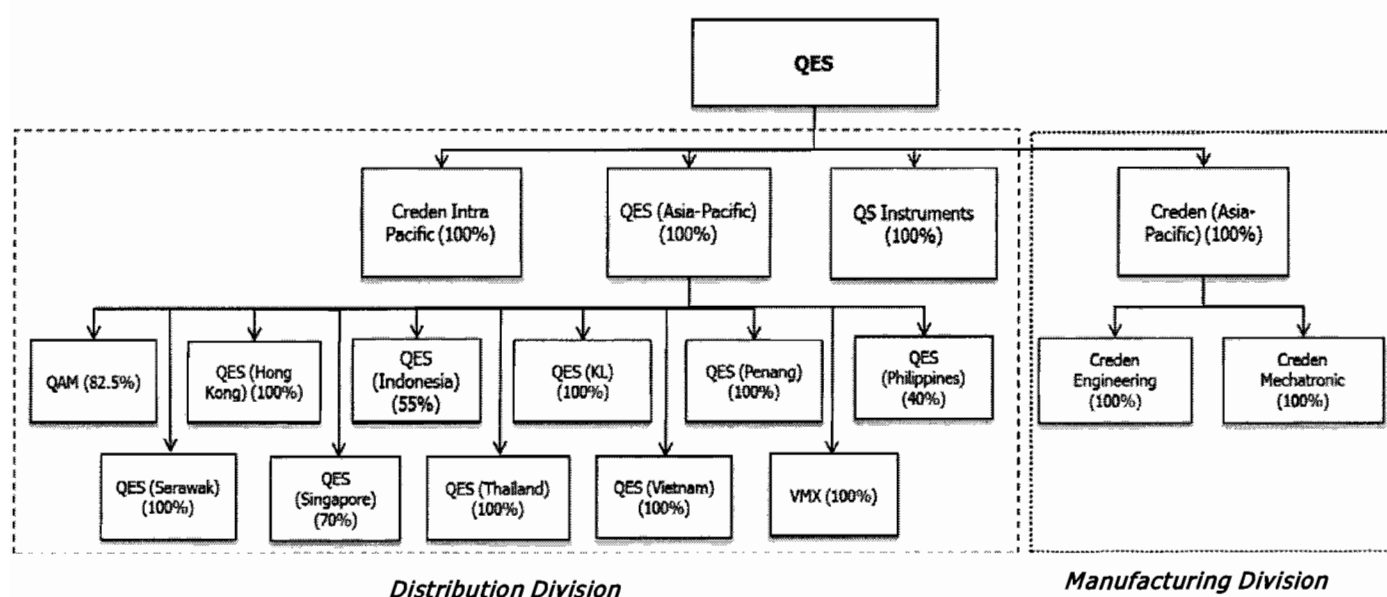 QES
Creden Intra
Pacific (100%)
QES (Asia-Pacific)
(100%)
QS Instruments
(100%)
Creden (Asia-
Pacific) (100%)
QAM (82.5%)
QES (Hong
Kong) (100%)
QES
(Indonesia)
(55%)
QES (KL)
(100%)
QES (Penang)
(100%)
QES
(Philippines)
(40%)
Creden
Engineering
(100%)
Creden
Mechatronic
(100%)
QES (Sarawak)
(100%)
QES
(Singapore)
(70%)
QES (Thailand)
(100%)
QES (Vietnam)
(100%)
VMX (100%)
Distribution Division
Manufacturing Division